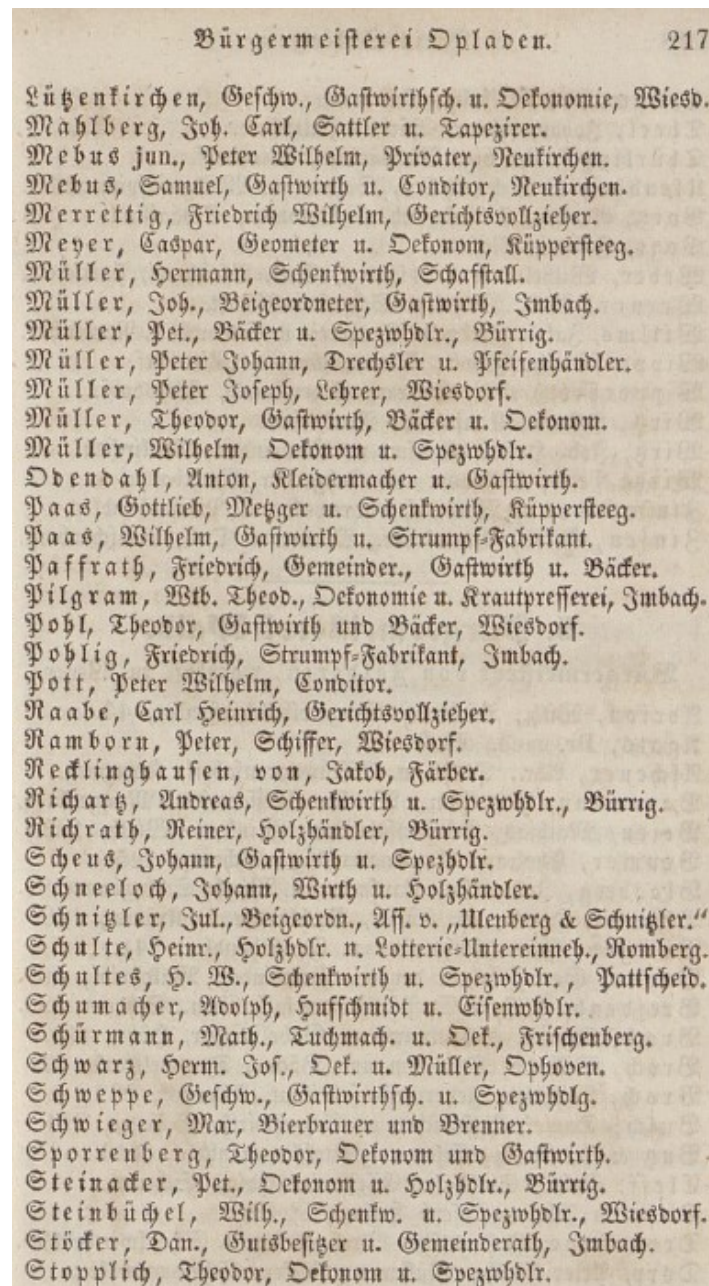 Bürgermeisterei Opladen. 217
Lützenkirchen, Geschw., Gastwirthsch. u. Oekonomie, Wiesd.
Mahlberg, Joh. Carl, Sattler u. Tapezirer.
Mebus jun., Peter Wilhelm, Privater, Neukirchen.
Mebus, Samuel, Gastwirth u. Conditor, Neukirchen.
Merrettig, Friedrich Wilhelm, Gerichtsvollzieher.
Meyer, Caspar, Geometer u. Oekonom, Küppersteeg.
Müller, Hermann, Schenkwirth, Schafstall.
Müller, Joh., Beigeordneter, Gastwirth, Imbach.
Müller, Pet., Bäcker u. Spezwhdlr., Bürrig.
Müller, Peter Johann, Drechsler u. Pfeifenhändler.
Müller, Peter Joseph, Lehrer, Wiesdorf.
Müller, Theodor, Gastwirth, Bäcker u. Oekonom.
Müller, Wilhelm, Oekonom u. Spezwhdlr.
Odendahl, Anton, Kleidermacher u. Gastwirth.
Paas, Gottlieb, Metzger u. Schenkwirth, Küppersteeg.
Paas, Wilhelm, Gastwirth u. Strumpf-Fabrikant.
Paffrath, Friedrich, Gemeinder., Gastwirth u. Bäcker.
Pilgram, Wtb. Theod., Oekonomie u. Krautpresserei, Imbach.
Pohl, Theodor, Gastwirth und Bäcker, Wiesdorf.
Pohlig, Friedrich, Strumpf-Fabrikant, Imbach.
Pott, Peter Wilhelm, Conditor.
Raabe, Carl Heinrich, Gerichtsvollzieher.
Ramborn, Peter, Schiffer, Wiesdorf.
Recklinghausen, von, Jakob, Färber.
Richartz, Andreas, Schenkwirth u. Spezwhdlr., Bürrig.
Richrath, Reiner, Holzhändler, Bürrig.
Scheus, Johann, Gastwirth u. Spezhdlr.
Schneeloch, Johann, Wirth u. Holzhändler.
Schnitzler, Jul., Beigeordn., Aff. v. „Ulenberg & Schnitzler."
Schulte, Heinr., Holzhdlr. n. Lotterie-Untereinneh., Romberg.
Schultes, H. W., Schenkwirth u. Spezwhdlr., Pattscheid.
Schumacher, Adolph, Hufschmidt u. Eisenwhdlr.
Schürmann, Math., Tuchmach. u. Oek., Frischenberg.
Schwarz, Herm. Jos., Oek. u. Müller, Ophoven.
Schweppe, Geschw., Gastwirthsch. u. Spezwhdlg.
Schwieger, Mar, Bierbrauer und Brenner.
Sporrenberg, Theodor, Oekonom und Gastwirth.
Steinacker, Pet., Oekonom u. Holzhdlr., Bürrig.
Steinbüchel, Wilh., Schenkw. u. Spezwhdlr., Wiesdorf.
Stöcker, Dan., Gutsbesitzer u. Gemeinderath, Imbach.
Stopplich, Theodor, Oekonom u. Spezwhdlr.